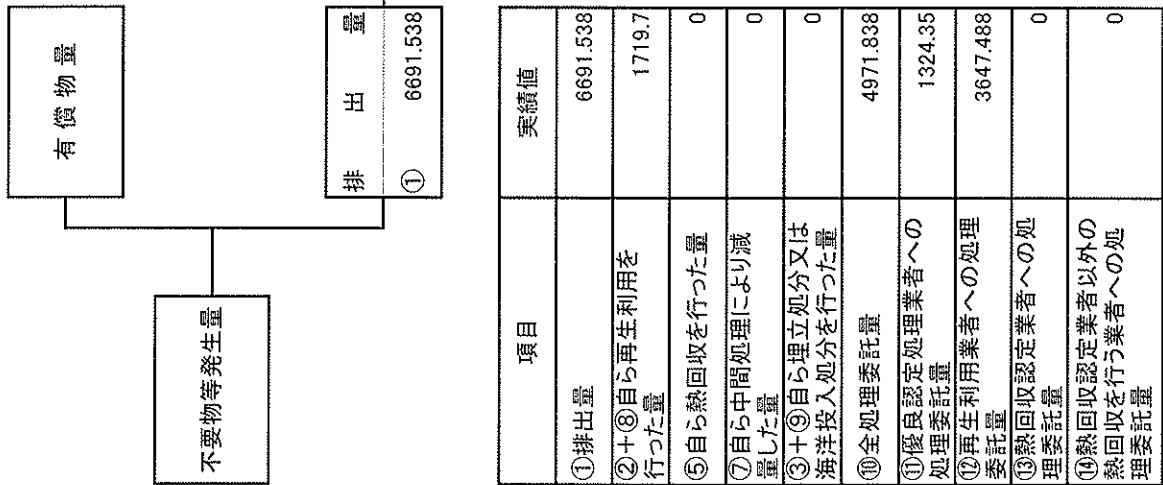 有 償 物 量
不要物等発生量
排 出 量
① 6691.538
項目 実績値
①排出量 6691.538
②+⑧自ら再生利用を
行った量 1719.7
⑤自ら熱回収を行った量 0
⑦自ら中間処理により減
量した量 0
③+⑨自ら埋立処分又は
海洋投入処分を行った量 0
⑩全処理委託量 4971.838
⑪優良認定処理業者への
処理委託量 1324.35
⑫再生利用業者への処理
委託量 3647.488
⑬熱回収認定業者への処
理委託量 0
⑭熱回収認定業者以外の
熱回収を行う業者への処
理委託量 0